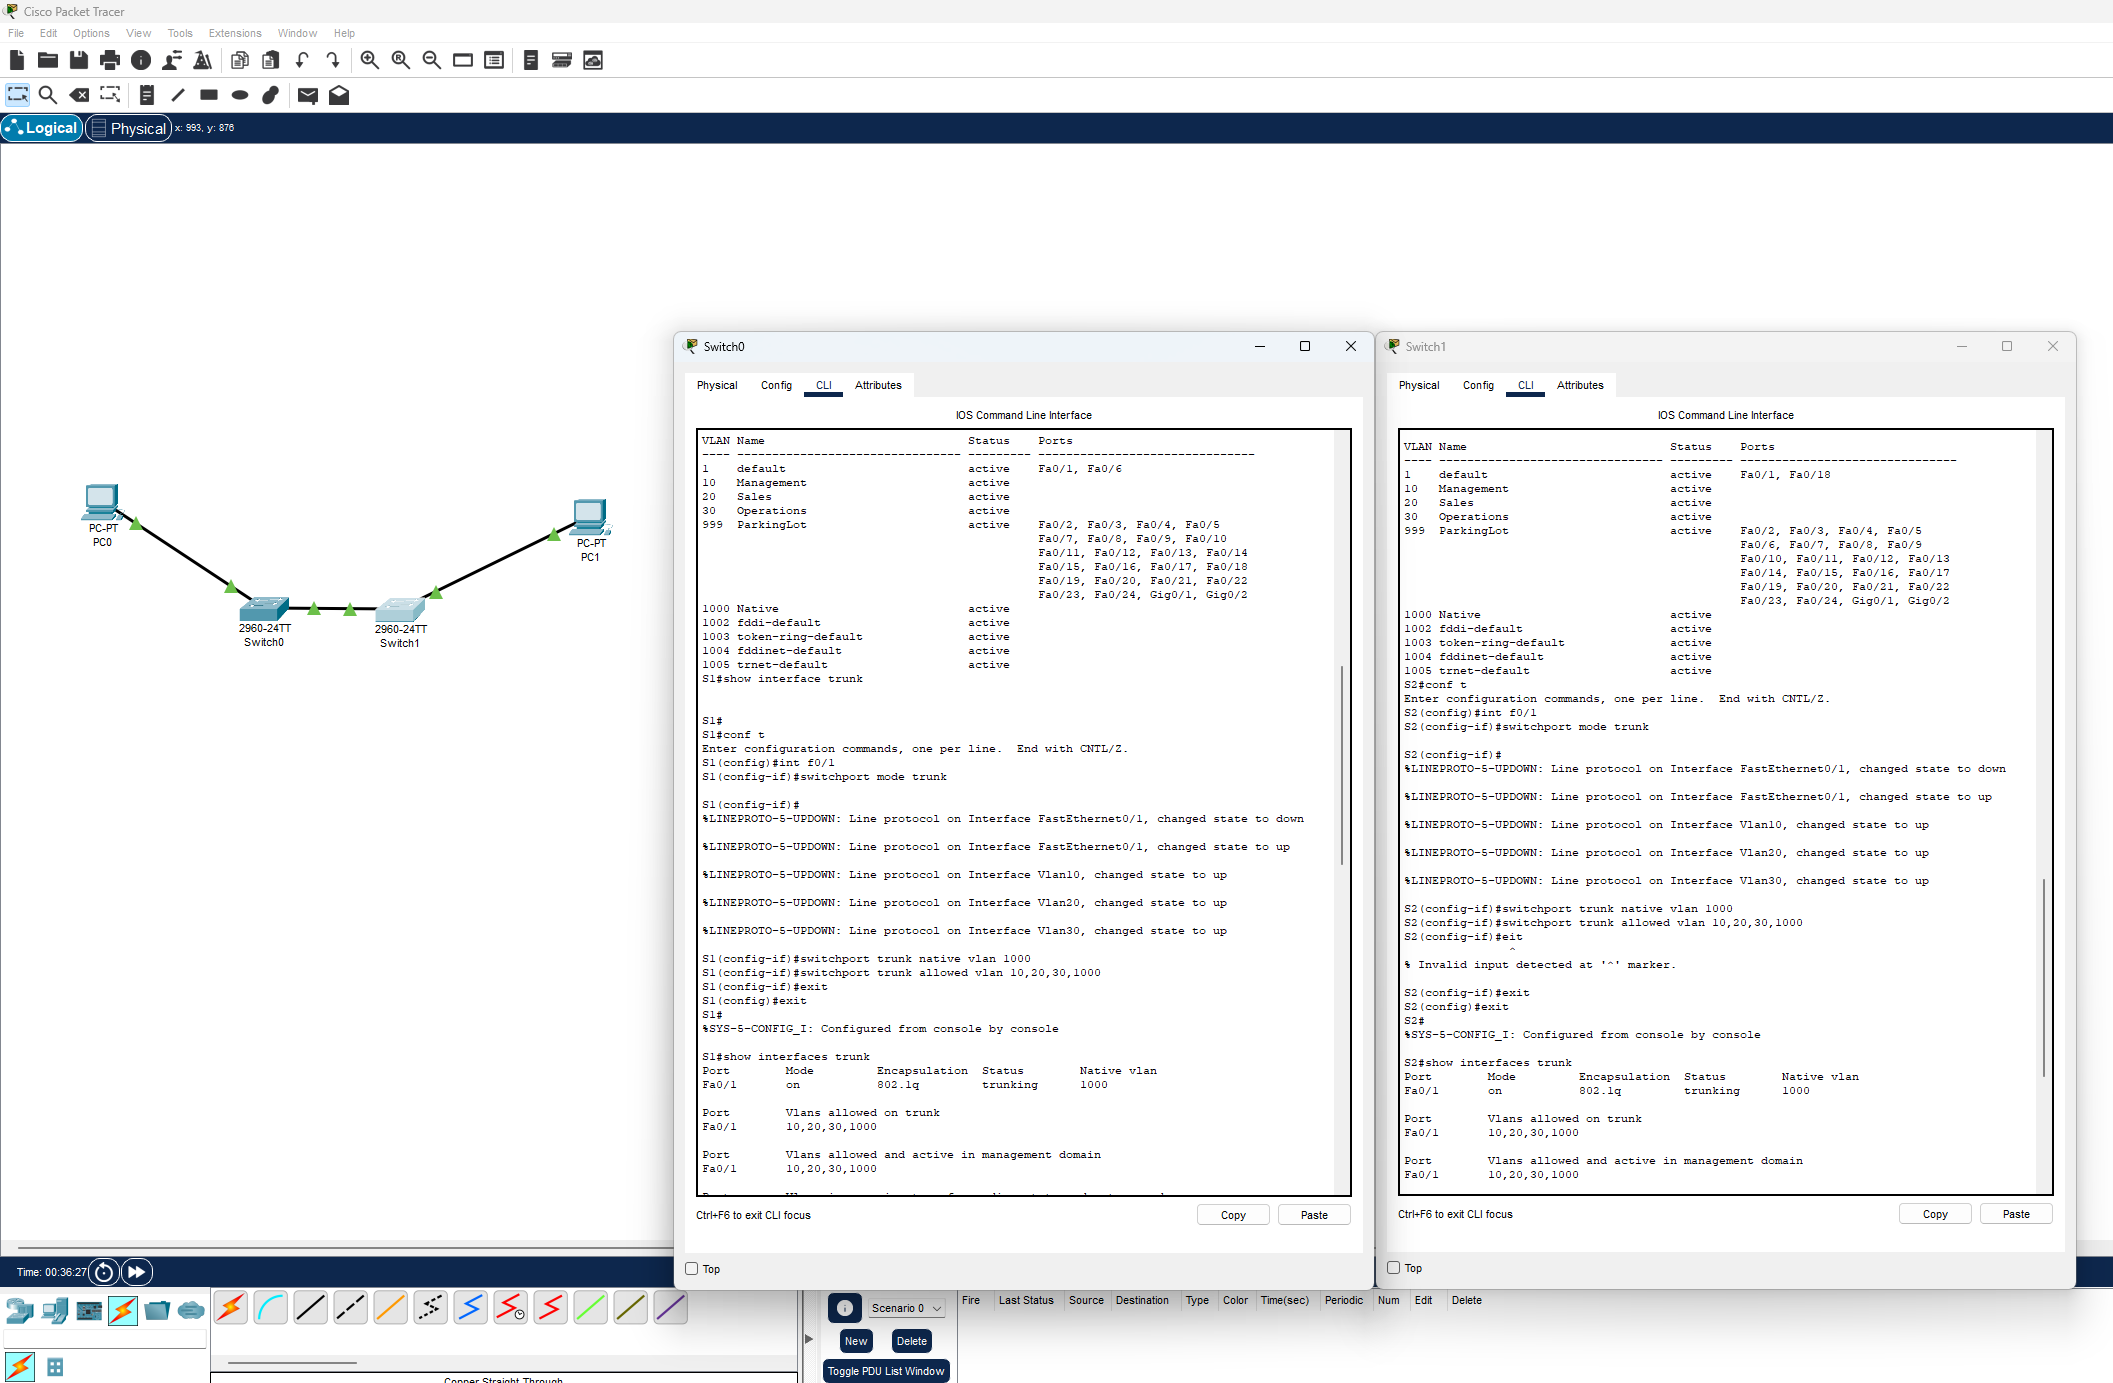 Cisco Packet Tracer
File Edit Options View Tools Extensions Window Help
Logical Physical x: 993, y: 876
PC-PT
PC0
PC-PT
PC1
2960-24TT
Switch0
2960-24TT
Switch1
Switch0
Physical Config CLI Attributes
IOS Command Line Interface
VLAN Name Status Ports
---- -------------------------------- --------- -------------------------------
1 default active Fa0/1, Fa0/6
10 Management active
20 Sales active
30 Operations active
999 ParkingLot active Fa0/2, Fa0/3, Fa0/4, Fa0/5
Fa0/7, Fa0/8, Fa0/9, Fa0/10
Fa0/11, Fa0/12, Fa0/13, Fa0/14
Fa0/15, Fa0/16, Fa0/17, Fa0/18
Fa0/19, Fa0/20, Fa0/21, Fa0/22
Fa0/23, Fa0/24, Gig0/1, Gig0/2
1000 Native active
1002 fddi-default active
1003 token-ring-default active
1004 fddinet-default active
1005 trnet-default active
S1#show interface trunk
S1#
S1#conf t
Enter configuration commands, one per line. End with CNTL/Z.
S1(config)#int f0/1
S1(config-if)#switchport mode trunk
S1(config-if)#
%LINEPROTO-5-UPDOWN: Line protocol on Interface FastEthernet0/1, changed state to down
%LINEPROTO-5-UPDOWN: Line protocol on Interface FastEthernet0/1, changed state to up
%LINEPROTO-5-UPDOWN: Line protocol on Interface Vlan10, changed state to up
%LINEPROTO-5-UPDOWN: Line protocol on Interface Vlan20, changed state to up
%LINEPROTO-5-UPDOWN: Line protocol on Interface Vlan30, changed state to up
S1(config-if)#switchport trunk native vlan 1000
S1(config-if)#switchport trunk allowed vlan 10,20,30,1000
S1(config-if)#exit
S1(config)#exit
S1#
%SYS-5-CONFIG_I: Configured from console by console
S1#show interfaces trunk
Port Mode Encapsulation Status Native vlan
Fa0/1 on 802.1q trunking 1000
Port Vlans allowed on trunk
Fa0/1 10,20,30,1000
Port Vlans allowed and active in management domain
Fa0/1 10,20,30,1000
Ctrl+F6 to exit CLI focus
Copy Paste
Top
Switch1
Physical Config CLI Attributes
IOS Command Line Interface
VLAN Name Status Ports
---- -------------------------------- --------- -------------------------------
1 default active Fa0/1, Fa0/18
10 Management active
20 Sales active
30 Operations active
999 ParkingLot active Fa0/2, Fa0/3, Fa0/4, Fa0/5
Fa0/6, Fa0/7, Fa0/8, Fa0/9
Fa0/10, Fa0/11, Fa0/12, Fa0/13
Fa0/14, Fa0/15, Fa0/16, Fa0/17
Fa0/19, Fa0/20, Fa0/21, Fa0/22
Fa0/23, Fa0/24, Gig0/1, Gig0/2
1000 Native active
1002 fddi-default active
1003 token-ring-default active
1004 fddinet-default active
1005 trnet-default active
S2#conf t
Enter configuration commands, one per line. End with CNTL/Z.
S2(config)#int f0/1
S2(config-if)#switchport mode trunk
S2(config-if)#
%LINEPROTO-5-UPDOWN: Line protocol on Interface FastEthernet0/1, changed state to down
%LINEPROTO-5-UPDOWN: Line protocol on Interface FastEthernet0/1, changed state to up
%LINEPROTO-5-UPDOWN: Line protocol on Interface Vlan10, changed state to up
%LINEPROTO-5-UPDOWN: Line protocol on Interface Vlan20, changed state to up
%LINEPROTO-5-UPDOWN: Line protocol on Interface Vlan30, changed state to up
S2(config-if)#switchport trunk native vlan 1000
S2(config-if)#switchport trunk allowed vlan 10,20,30,1000
S2(config-if)#eit
^
% Invalid input detected at '^' marker.
S2(config-if)#exit
S2(config)#exit
S2#
%SYS-5-CONFIG_I: Configured from console by console
S2#show interfaces trunk
Port Mode Encapsulation Status Native vlan
Fa0/1 on 802.1q trunking 1000
Port Vlans allowed on trunk
Fa0/1 10,20,30,1000
Port Vlans allowed and active in management domain
Fa0/1 10,20,30,1000
Ctrl+F6 to exit CLI focus
Copy Paste
Top
Time: 00:36:27
Scenario 0
New Delete
Toggle PDU List Window
Fire Last Status Source Destination Type Color Time(sec) Periodic Num Edit Delete
Copper Straight-Through